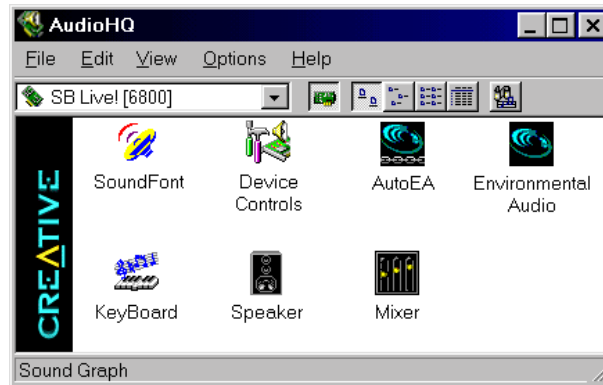 AudioHQ
File Edit View Options Help
SB Live! [6800]
CREATIVE
SoundFont
Device
Controls
AutoEA
Environmental
Audio
KeyBoard
Speaker
Mixer
Sound Graph